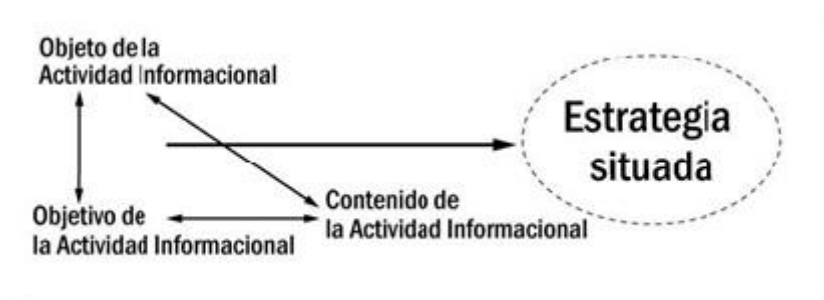 Objeto de la
Actividad Informacional
Estrategia
situada
Objetivo de
la Actividad Informacional
Contenido de
la Actividad Informacional